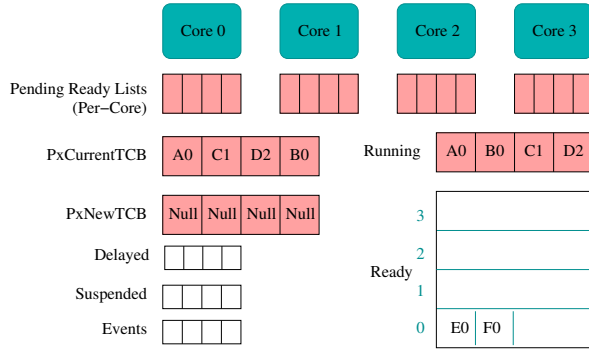 Core 0 Core 1 Core 2 Core 3
Pending Ready Lists
(Per−Core)
PxCurrentTCB A0 C1 D2 B0 Running A0 B0 C1 D2
PxNewTCB Null Null Null Null 3
Delayed 2
Ready
Suspended 1
Events 0 E0 F0